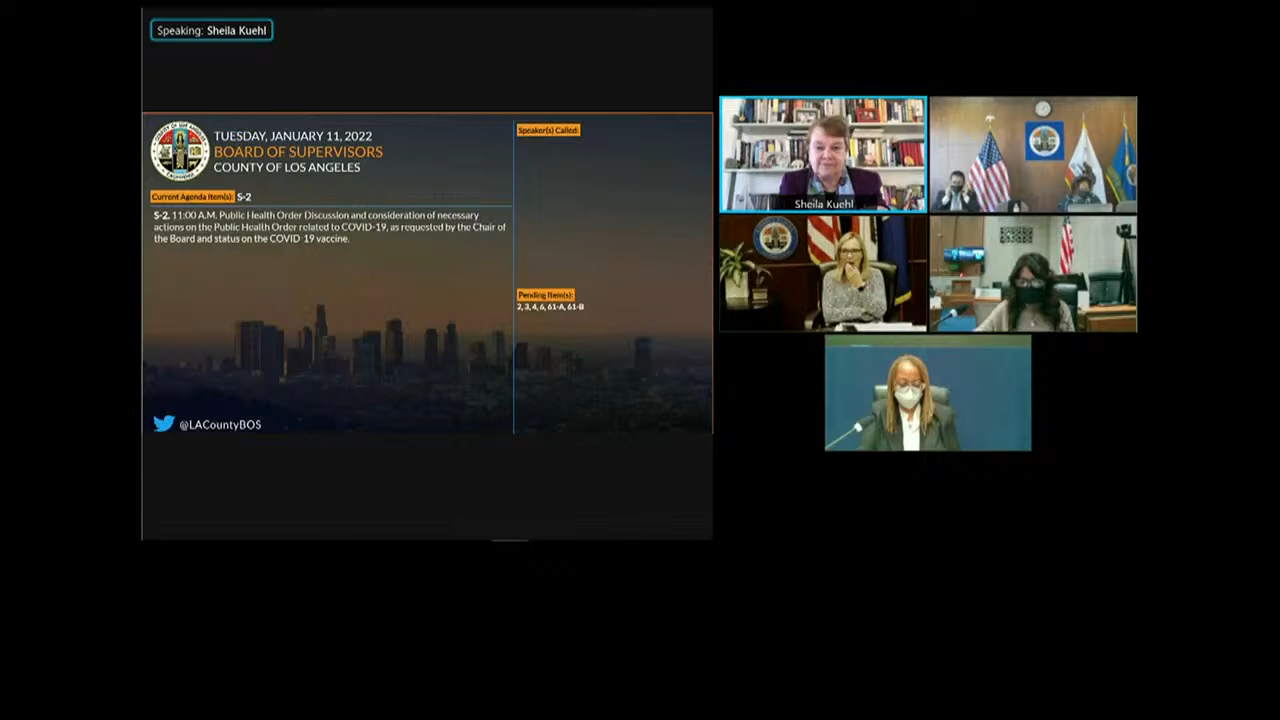 Speaking: Sheila Kuehl
TUESDAY, JANUARY 11, 2022
BOARD OF SUPERVISORS
COUNTY OF LOS ANGELES
Current Agenda Item(s): S-2
S-2. 11:00 A.M. Public Health Order Discussion and consideration of necessary
actions on the Public Health Order related to COVID-19, as requested by the Chair of
the Board and status on the COVID-19 vaccine.
Speaker(s) Called:
Pending Item(s):
2, 3, 4, 6, 61-A, 61-B
@LACountyBOS
Sheila Kuehl